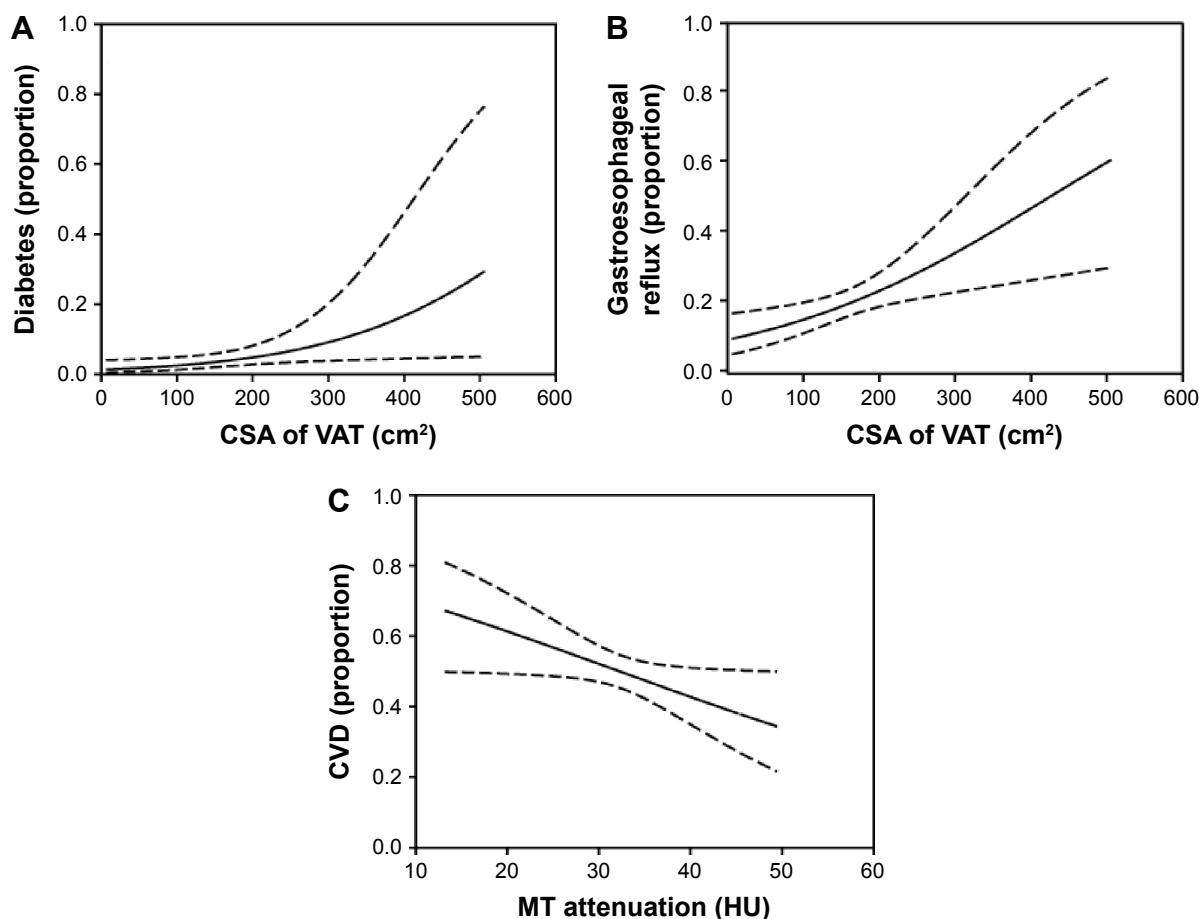 A
Diabetes (proportion)
1.0
0.8
0.6
0.4
0.2
0.0
0 100 200 300 400 500 600
CSA of VAT (cm²)
B
Gastroesophageal
reflux (proportion)
1.0
0.8
0.6
0.4
0.2
0.0
0 100 200 300 400 500 600
CSA of VAT (cm²)
C
CVD (proportion)
1.0
0.8
0.6
0.4
0.2
0.0
10 20 30 40 50 60
MT attenuation (HU)